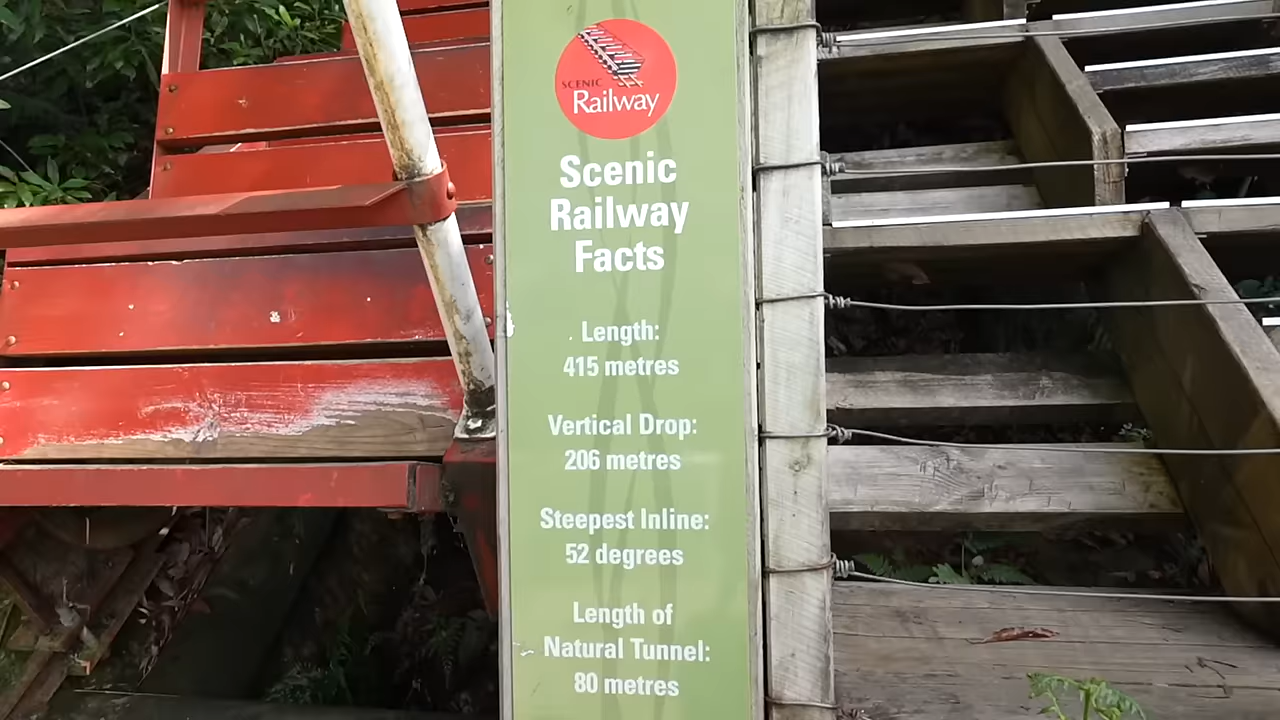 SCENIC
Railway
Scenic
Railway
Facts
Length:
415 metres
Vertical Drop:
206 metres
Steepest Inline:
52 degrees
Length of
Natural Tunnel:
80 metres